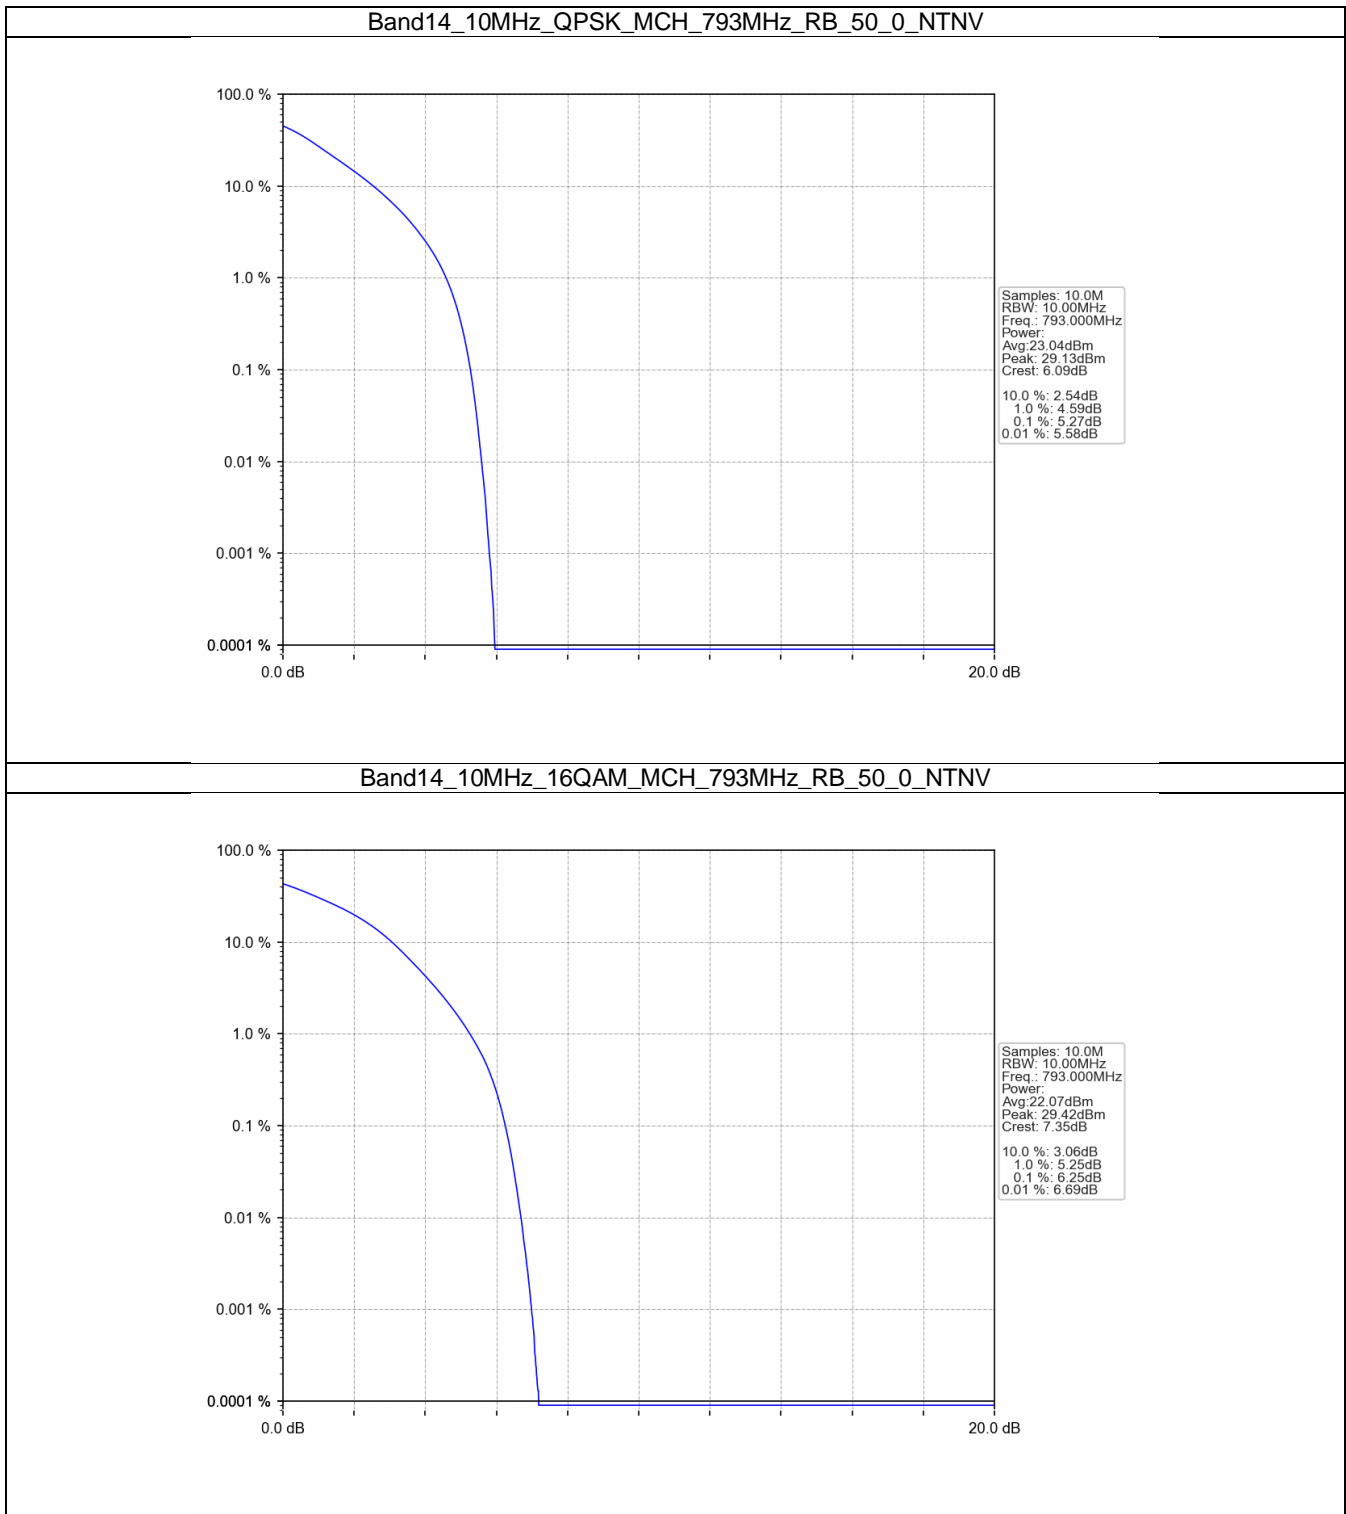 Band14_10MHz_QPSK_MCH_793MHz_RB_50_0_NTNV
100.0 %
10.0 %
1.0 %
0.1 %
0.01 %
0.001 %
0.0001 %
0.0 dB
20.0 dB
Samples: 10.0M
RBW: 10.00MHz
Freq.: 793.000MHz
Power:
Avg:23.04dBm
Peak: 29.13dBm
Crest: 6.09dB
10.0 %: 2.54dB
1.0 %: 4.59dB
0.1 %: 5.27dB
0.01 %: 5.58dB
Band14_10MHz_16QAM_MCH_793MHz_RB_50_0_NTNV
100.0 %
10.0 %
1.0 %
0.1 %
0.01 %
0.001 %
0.0001 %
0.0 dB
20.0 dB
Samples: 10.0M
RBW: 10.00MHz
Freq.: 793.000MHz
Power:
Avg:22.07dBm
Peak: 29.42dBm
Crest: 7.35dB
10.0 %: 3.06dB
1.0 %: 5.25dB
0.1 %: 6.25dB
0.01 %: 6.69dB